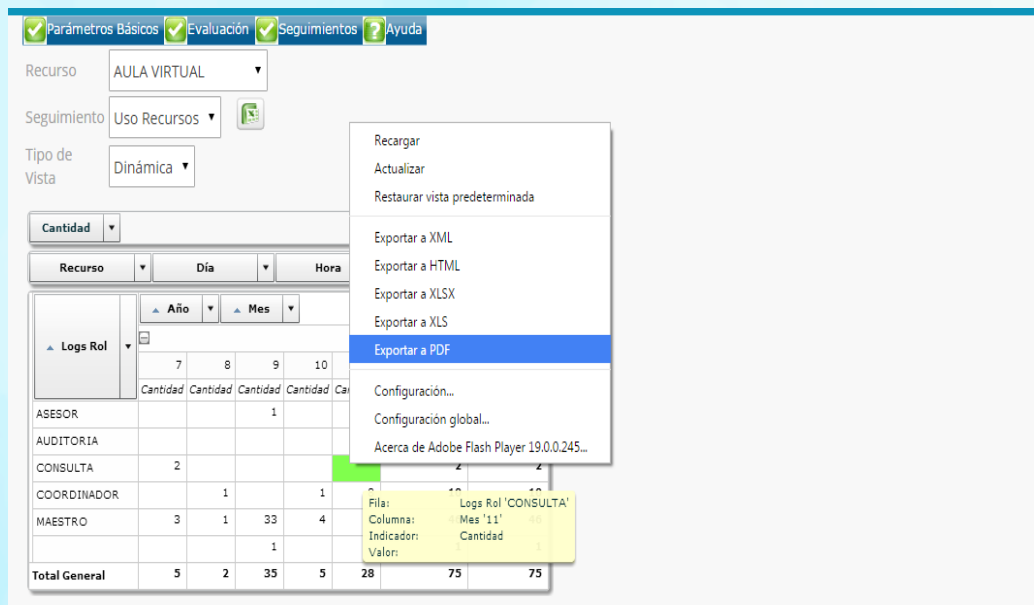 Parámetros Básicos Evaluación Seguimientos Ayuda
Recurso AULA VIRTUAL
Seguimiento Uso Recursos
Tipo de
Vista
Dinámica
Recargar
Actualizar
Restaurar vista predeterminada
Exportar a XML
Exportar a HTML
Exportar a XLSX
Exportar a XLS
Exportar a PDF
Configuración...
Configuración global...
Acerca de Adobe Flash Player 19.0.0.245...
Cantidad
Recurso Día Hora
Logs Rol
Año Mes
7 8 9 10
Cantidad Cantidad Cantidad Cantidad
ASESOR 1
AUDITORIA
CONSULTA 2 2 2
COORDINADOR 1 1
MAESTRO 3 1 33 4 46
1 1 1
Total General 5 2 35 5 28 75 75
Fila: Logs Rol 'CONSULTA'
Columna: Mes '11'
Indicador: Cantidad
Valor: